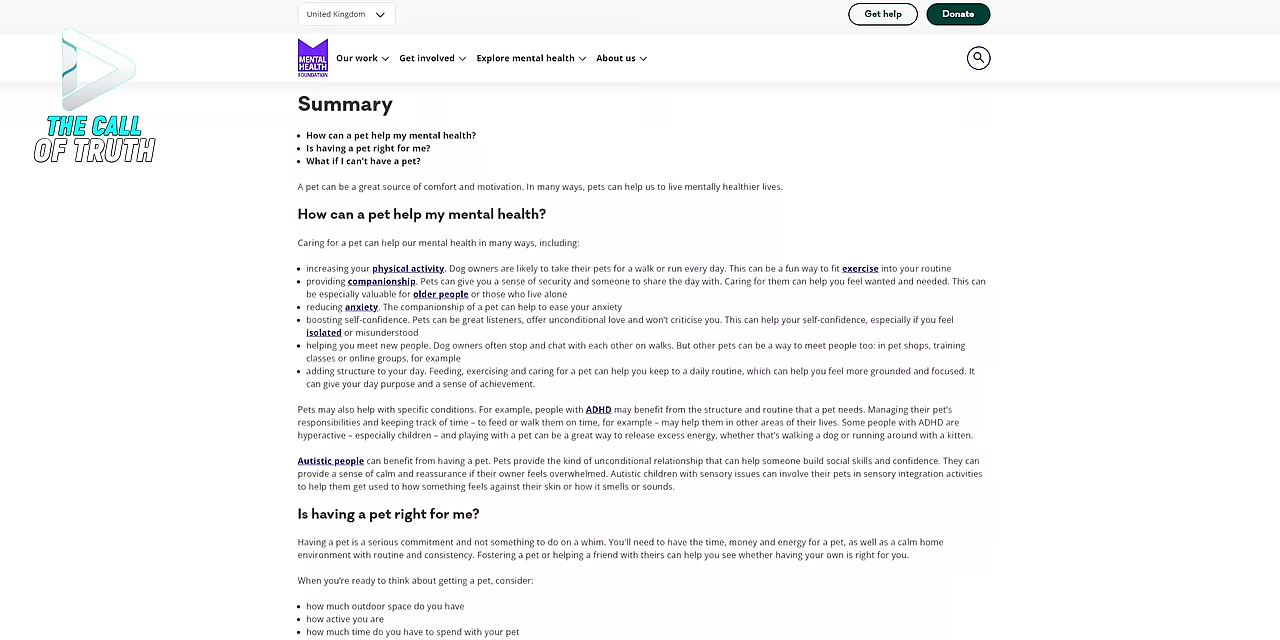 United Kingdom
Get help
Donate
MENTAL
HEALTH
FOUNDATION
Our work
Get involved
Explore mental health
About us
THE CALL
OF TRUTH
Summary
• How can a pet help my mental health?
• Is having a pet right for me?
• What if I can't have a pet?
A pet can be a great source of comfort and motivation. In many ways, pets can help us to live mentally healthier lives.
How can a pet help my mental health?
Caring for a pet can help our mental health in many ways, including:
• increasing your physical activity. Dog owners are likely to take their pets for a walk or run every day. This can be a fun way to fit exercise into your routine
• providing companionship. Pets can give you a sense of security and someone to share the day with. Caring for them can help you feel wanted and needed. This can
be especially valuable for older people or those who live alone
• reducing anxiety. The companionship of a pet can help to ease your anxiety
• boosting self-confidence. Pets can be great listeners, offer unconditional love and won't criticise you. This can help your self-confidence, especially if you feel
isolated or misunderstood
• helping you meet new people. Dog owners often stop and chat with each other on walks. But other pets can be a way to meet people too: in pet shops, training
classes or online groups, for example
• adding structure to your day. Feeding, exercising and caring for a pet can help you keep to a daily routine, which can help you feel more grounded and focused. It
can give your day purpose and a sense of achievement.
Pets may also help with specific conditions. For example, people with ADHD may benefit from the structure and routine that a pet needs. Managing their pet's
responsibilities and keeping track of time – to feed or walk them on time, for example – may help them in other areas of their lives. Some people with ADHD are
hyperactive – especially children – and playing with a pet can be a great way to release excess energy, whether that's walking a dog or running around with a kitten.
Autistic people can benefit from having a pet. Pets provide the kind of unconditional relationship that can help someone build social skills and confidence. They can
provide a sense of calm and reassurance if their owner feels overwhelmed. Autistic children with sensory issues can involve their pets in sensory integration activities
to help them get used to how something feels against their skin or how it smells or sounds.
Is having a pet right for me?
Having a pet is a serious commitment and not something to do on a whim. You'll need to have the time, money and energy for a pet, as well as a calm home
environment with routine and consistency. Fostering a pet or helping a friend with theirs can help you see whether having your own is right for you.
When you're ready to think about getting a pet, consider:
• how much outdoor space do you have
• how active you are
• how much time do you have to spend with your pet